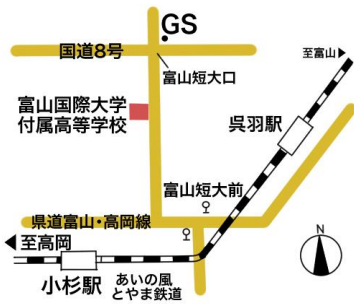 GS
国道8号
至富山
富山短大口
富山国際大学
付属高等学校
呉羽駅
富山短大前
県道富山・高岡線
至高岡
小杉駅
あいの風
とやま鉄道
N